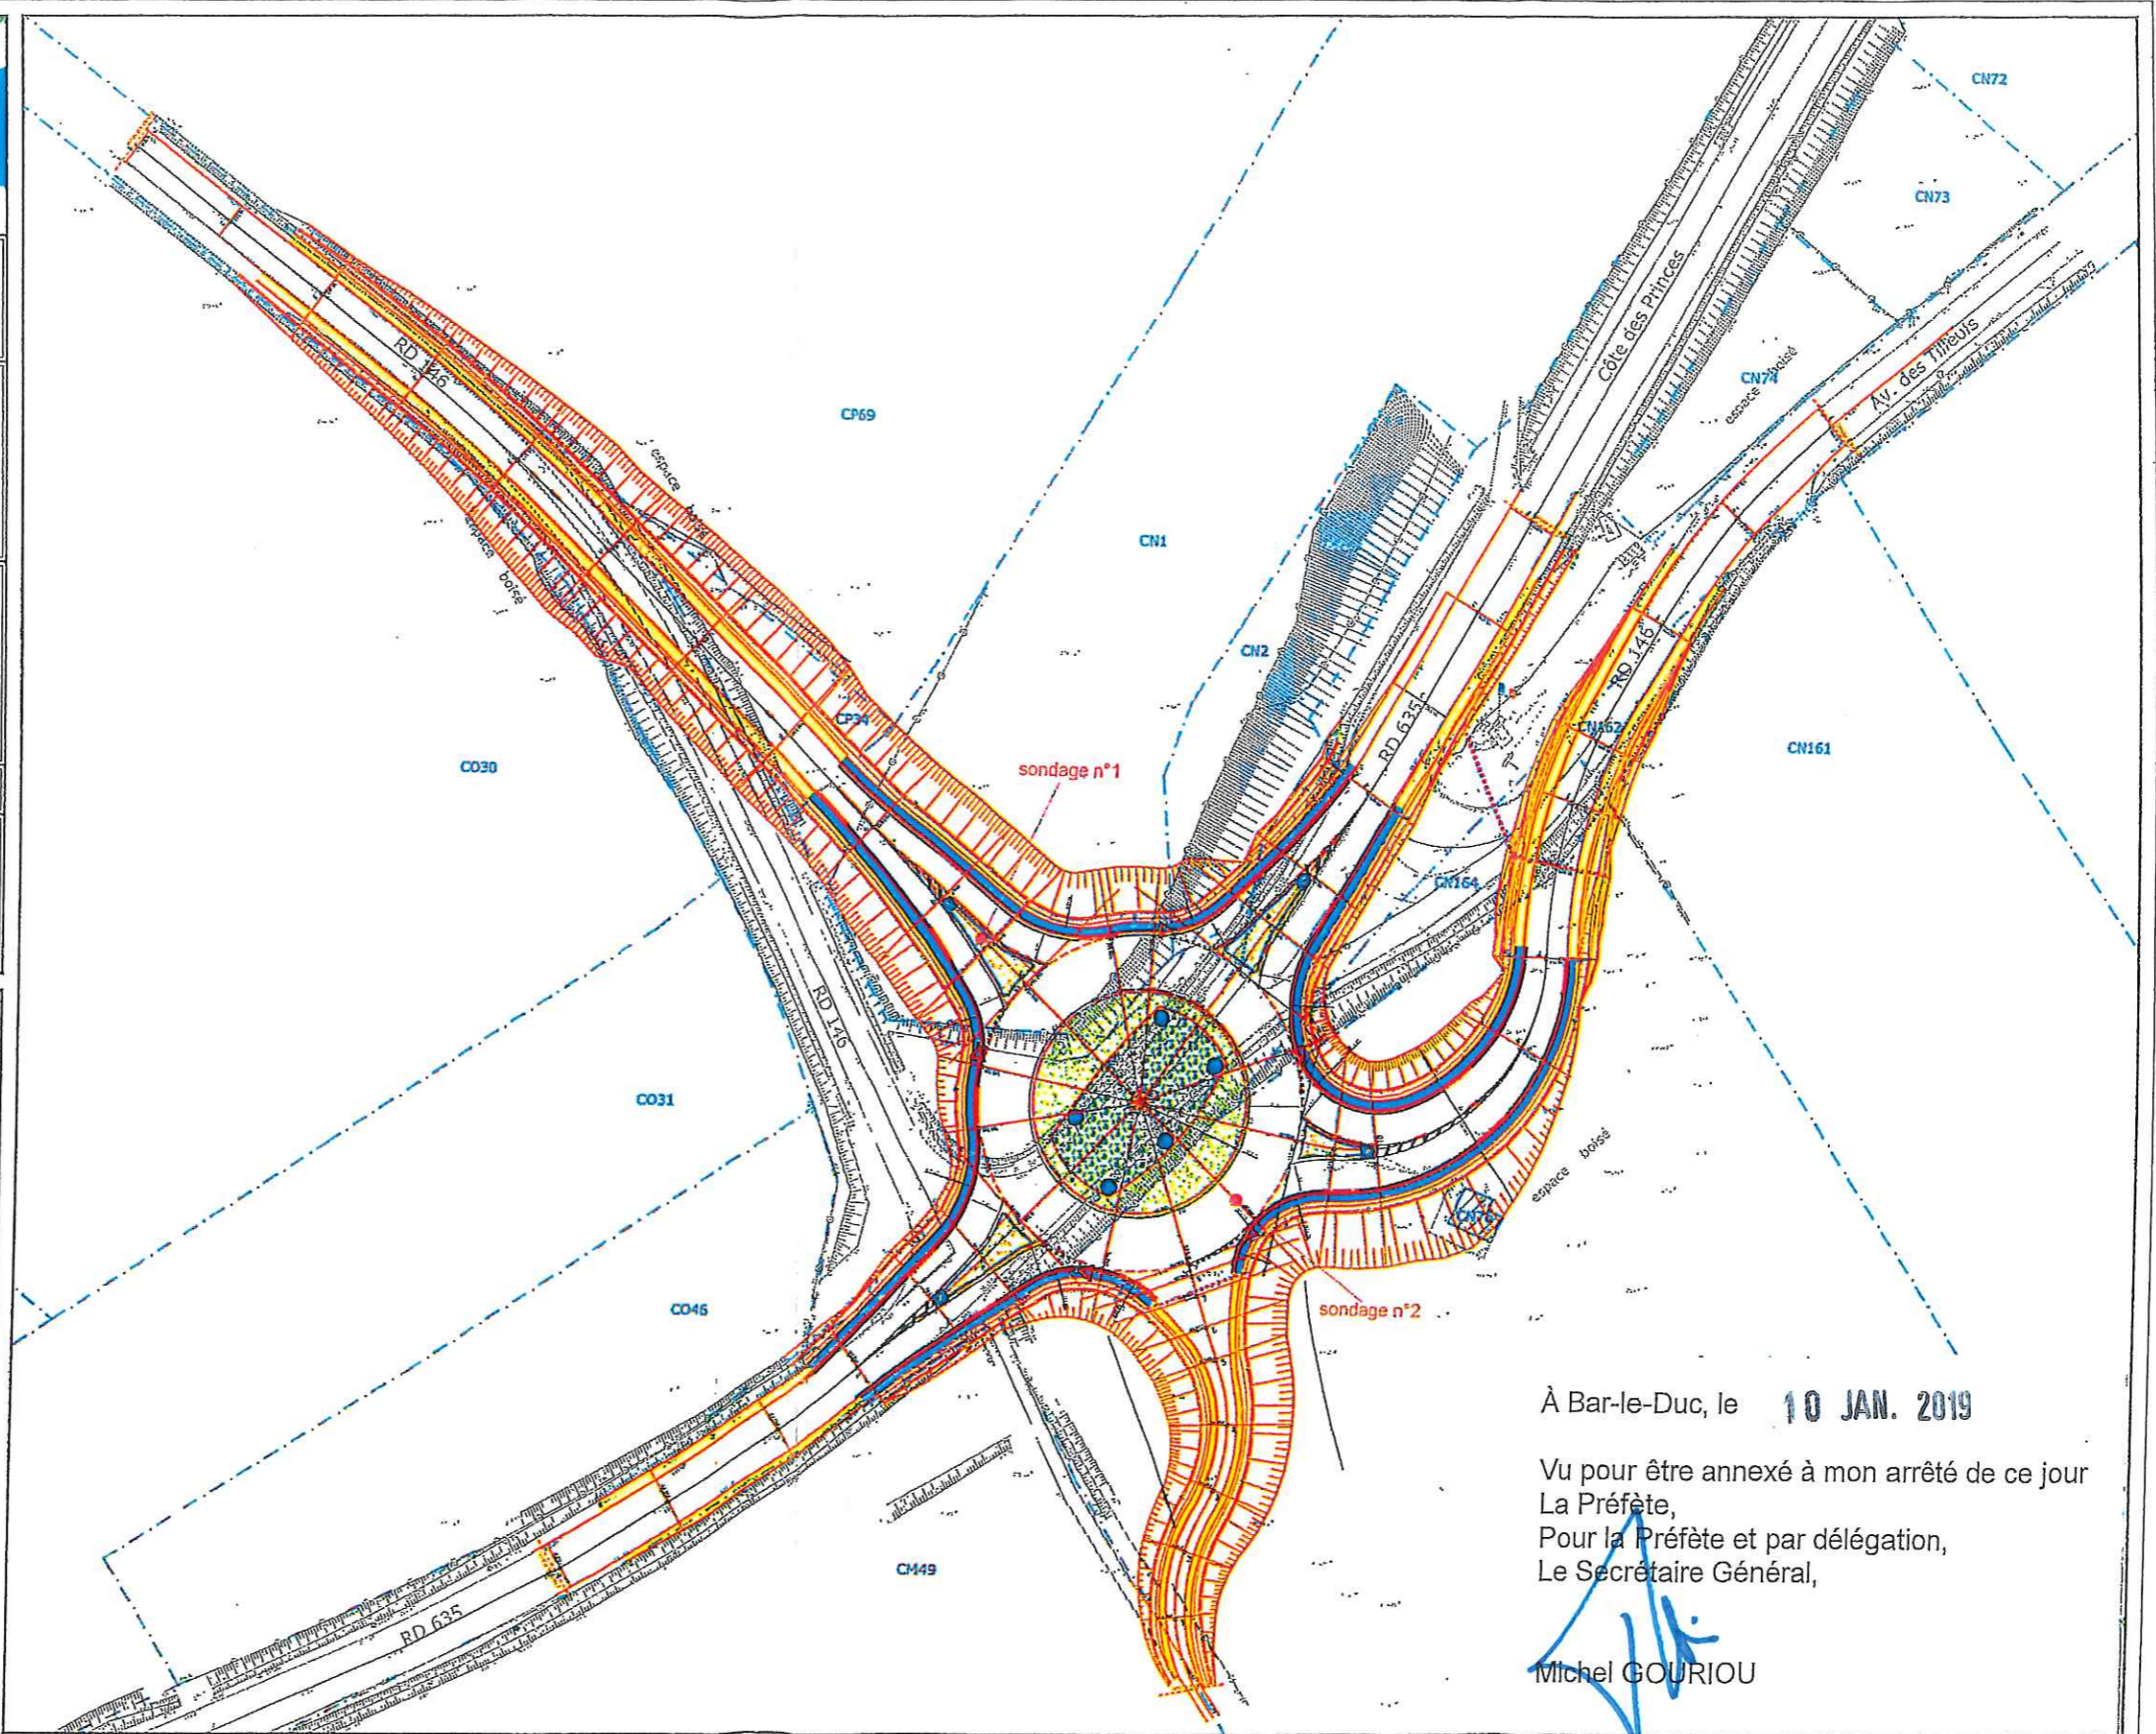 CN72
CN73
Côte des Princes
Av. des Tilleuls
CN74
espace boisé
RD 146
CP69
espace
boisé
CN1
espace
boisé
CN2
RD 146
RD 635
CP34
CN162
CN161
CO30
sondage n°1
CN164
RD 146
CO31
espace boisé
CO46
sondage n°2
CM49
RD 635
À Bar-le-Duc, le 10 JAN. 2019
Vu pour être annexé à mon arrêté de ce jour
La Préfète,
Pour la Préfète et par délégation,
Le Secrétaire Général,
Michel GOURIOU